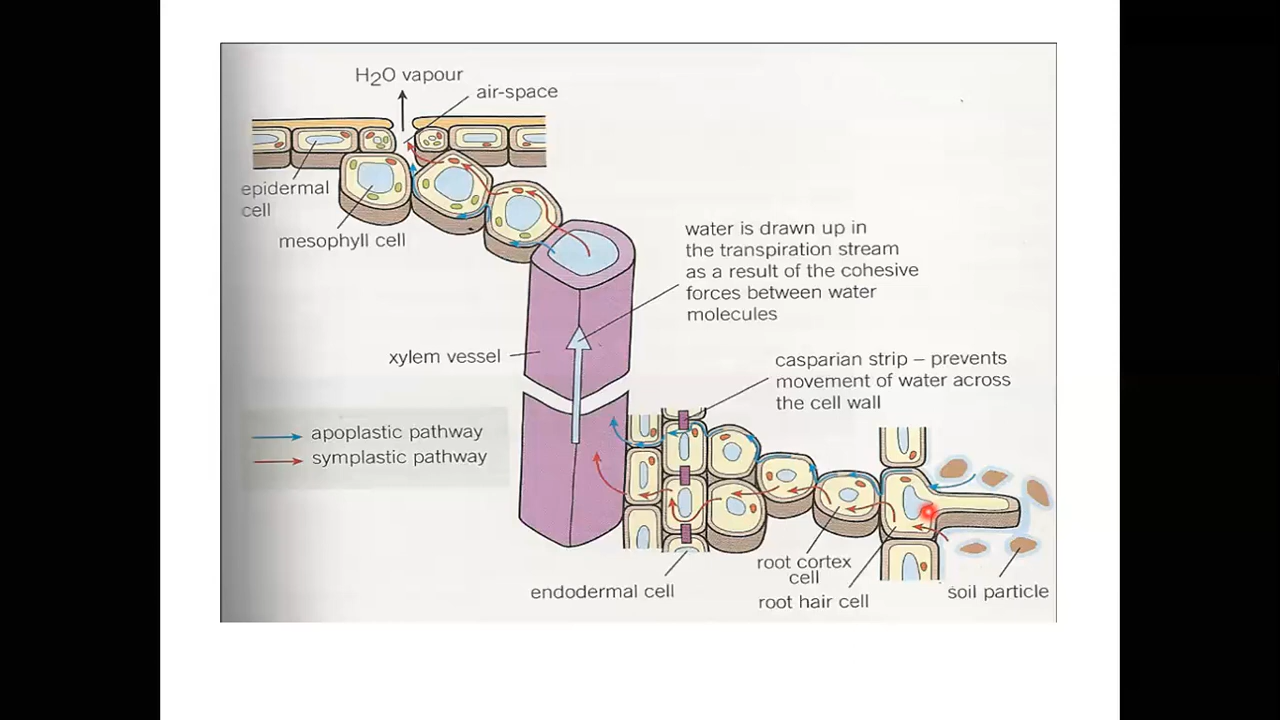 H2O vapour
air-space
epidermal
cell
mesophyll cell
water is drawn up in
the transpiration stream
as a result of the cohesive
forces between water
molecules
xylem vessel
casparian strip – prevents
movement of water across
the cell wall
apoplastic pathway
symplastic pathway
root cortex
cell
endodermal cell
root hair cell
soil particle